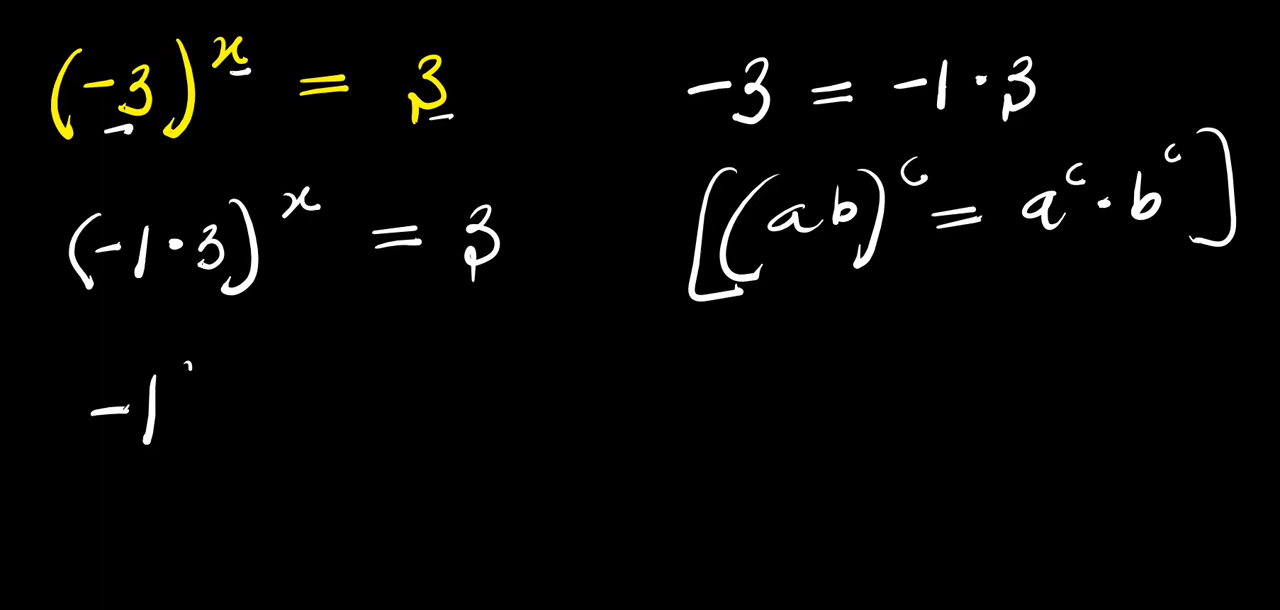 (-3)^x = 3
(-1·3)^x = 3
-1
-3 = -1·3
[(ab)^c = a^c·b^c]